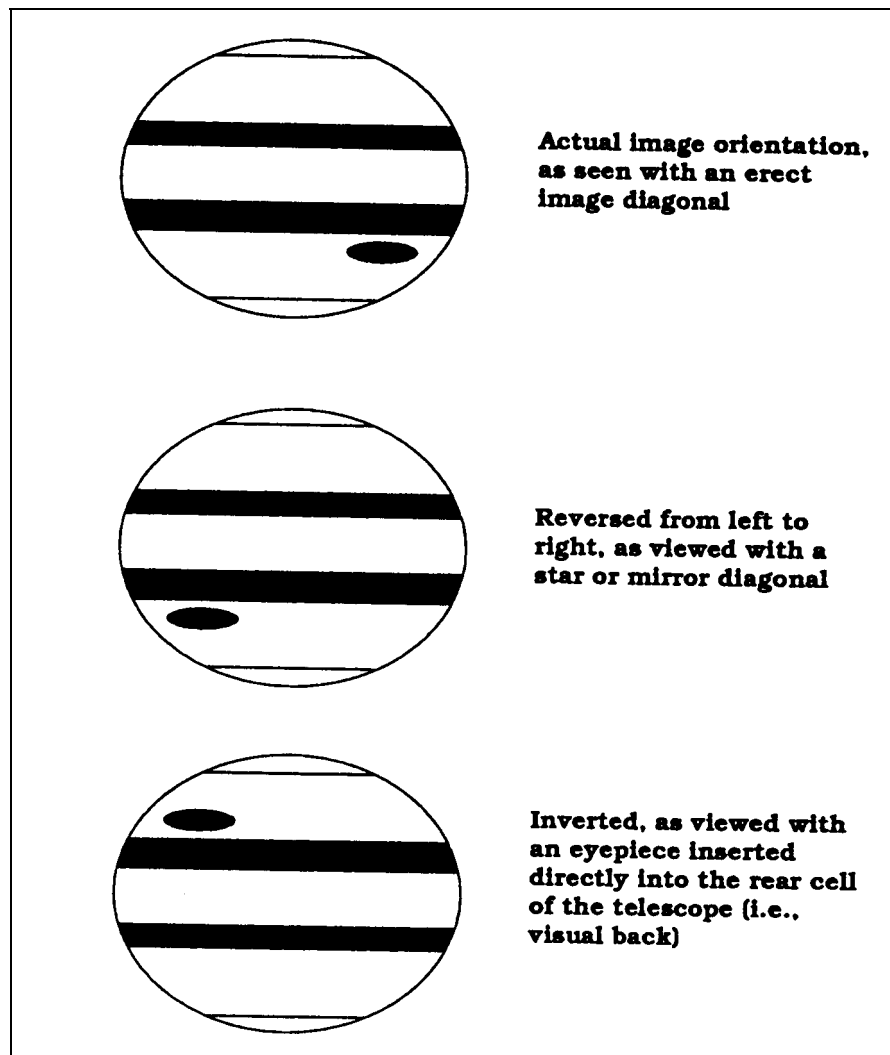 Actual image orientation,
as seen with an erect
image diagonal
Reversed from left to
right, as viewed with a
star or mirror diagonal
Inverted, as viewed with
an eyepiece inserted
directly into the rear cell
of the telescope (i.e.,
visual back)